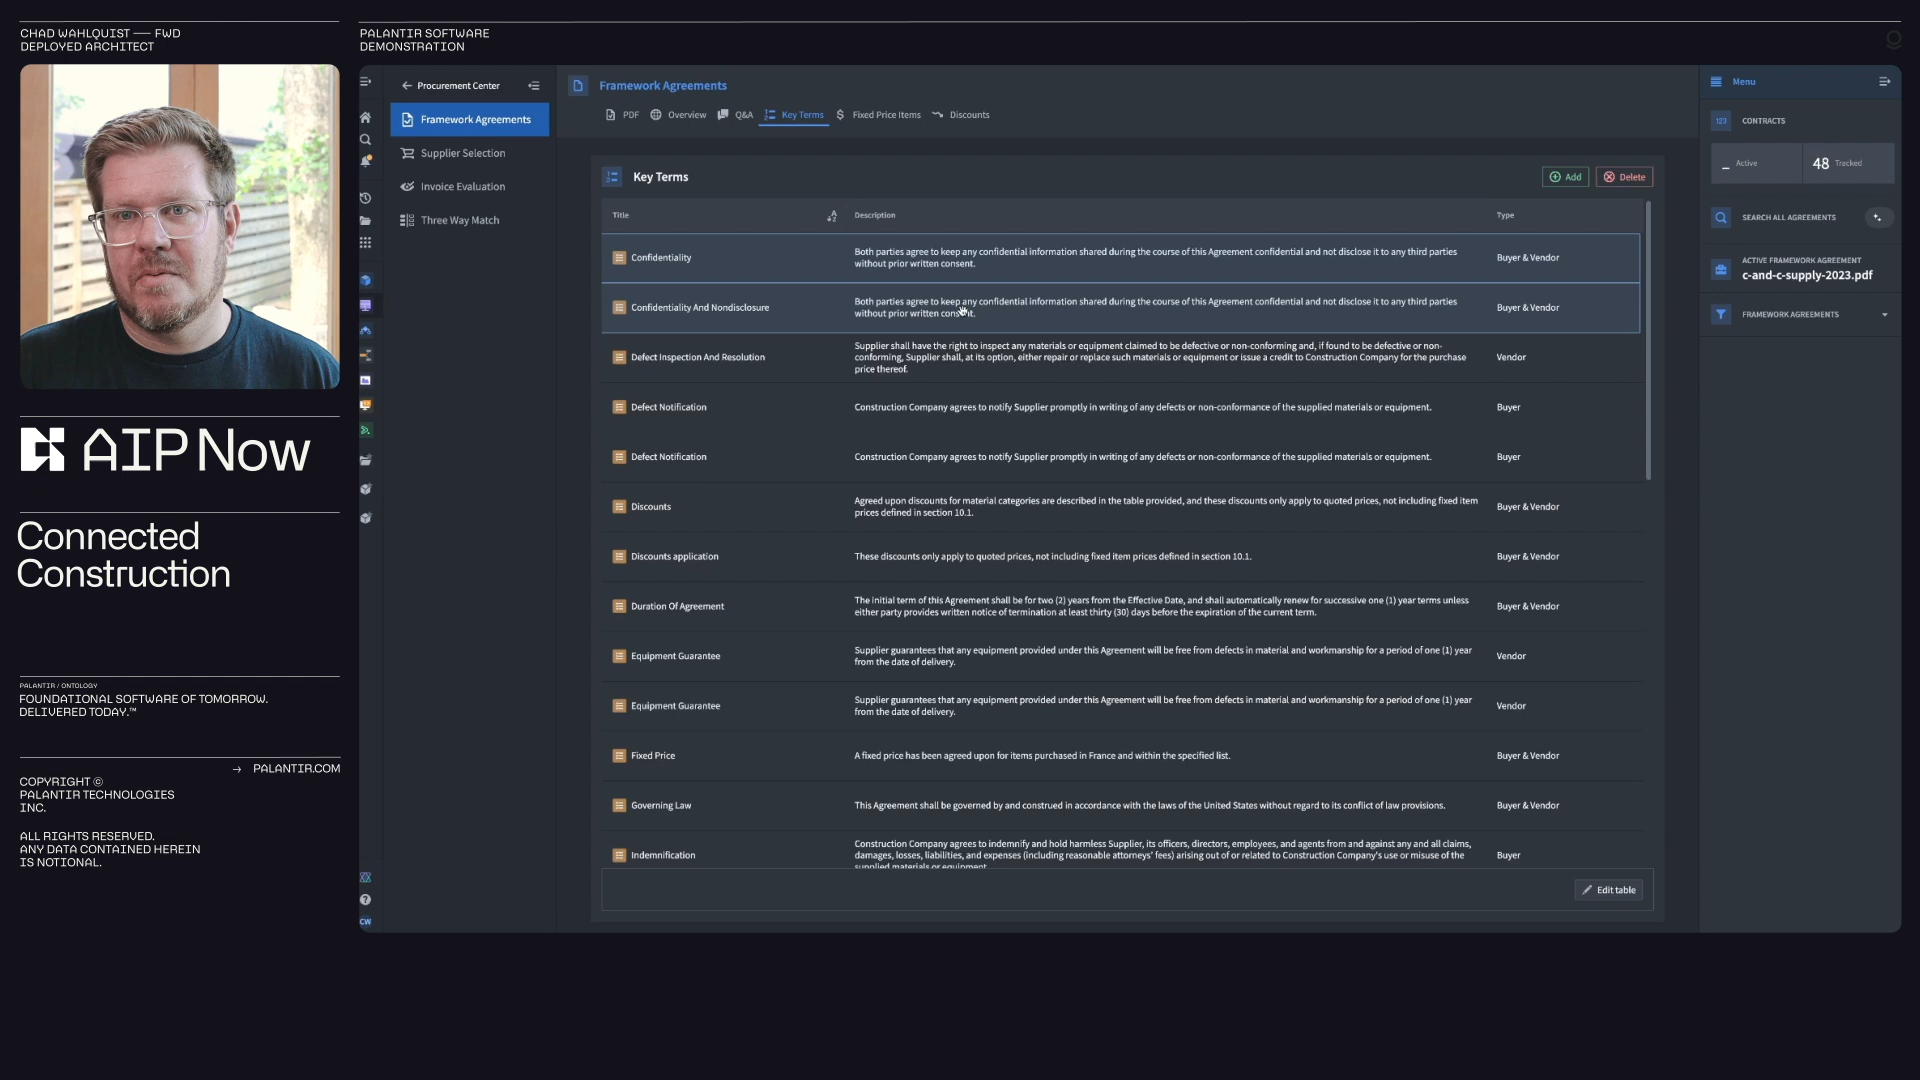 CHAD WAHLQUIST — FWD
DEPLOYED ARCHITECT
AIP Now
Connected
Construction
PALANTIR / ONTOLOGY
FOUNDATIONAL SOFTWARE OF TOMORROW.
DELIVERED TODAY.™
→ PALANTIR.COM
COPYRIGHT ©
PALANTIR TECHNOLOGIES
INC.
ALL RIGHTS RESERVED.
ANY DATA CONTAINED HEREIN
IS NOTIONAL.
PALANTIR SOFTWARE
DEMONSTRATION
CW
Procurement Center
Framework Agreements
Supplier Selection
Invoice Evaluation
Three Way Match
Framework Agreements
PDF Overview Q&A Key Terms Fixed Price Items Discounts
Key Terms
Add Delete
Title Description Type
Confidentiality
Both parties agree to keep any confidential information shared during the course of this Agreement confidential and not disclose it to any third parties
without prior written consent.
Buyer & Vendor
Confidentiality And Nondisclosure
Both parties agree to keep any confidential information shared during the course of this Agreement confidential and not disclose it to any third parties
without prior written consent.
Buyer & Vendor
Defect Inspection And Resolution
Supplier shall have the right to inspect any materials or equipment claimed to be defective or non-conforming and, if found to be defective or non-
conforming, Supplier shall, at its option, either repair or replace such materials or equipment or issue a credit to Construction Company for the purchase
price thereof.
Vendor
Defect Notification
Construction Company agrees to notify Supplier promptly in writing of any defects or non-conformance of the supplied materials or equipment.
Buyer
Defect Notification
Construction Company agrees to notify Supplier promptly in writing of any defects or non-conformance of the supplied materials or equipment.
Buyer
Discounts
Agreed upon discounts for material categories are described in the table provided, and these discounts only apply to quoted prices, not including fixed item
prices defined in section 10.1.
Buyer & Vendor
Discounts application
These discounts only apply to quoted prices, not including fixed item prices defined in section 10.1.
Buyer & Vendor
Duration Of Agreement
The initial term of this Agreement shall be for two (2) years from the Effective Date, and shall automatically renew for successive one (1) year terms unless
either party provides written notice of termination at least thirty (30) days before the expiration of the current term.
Buyer & Vendor
Equipment Guarantee
Supplier guarantees that any equipment provided under this Agreement will be free from defects in material and workmanship for a period of one (1) year
from the date of delivery.
Vendor
Equipment Guarantee
Supplier guarantees that any equipment provided under this Agreement will be free from defects in material and workmanship for a period of one (1) year
from the date of delivery.
Vendor
Fixed Price
A fixed price has been agreed upon for items purchased in France and within the specified list.
Buyer & Vendor
Governing Law
This Agreement shall be governed by and construed in accordance with the laws of the United States without regard to its conflict of law provisions.
Buyer & Vendor
Indemnification
Construction Company agrees to indemnify and hold harmless Supplier, its officers, directors, employees, and agents from and against any and all claims,
damages, losses, liabilities, and expenses (including reasonable attorneys' fees) arising out of or related to Construction Company's use or misuse of the
supplied materials or equipment.
Buyer
Edit table
Menu
123 CONTRACTS
– Active 48 Tracked
SEARCH ALL AGREEMENTS
ACTIVE FRAMEWORK AGREEMENT
c-and-c-supply-2023.pdf
FRAMEWORK AGREEMENTS